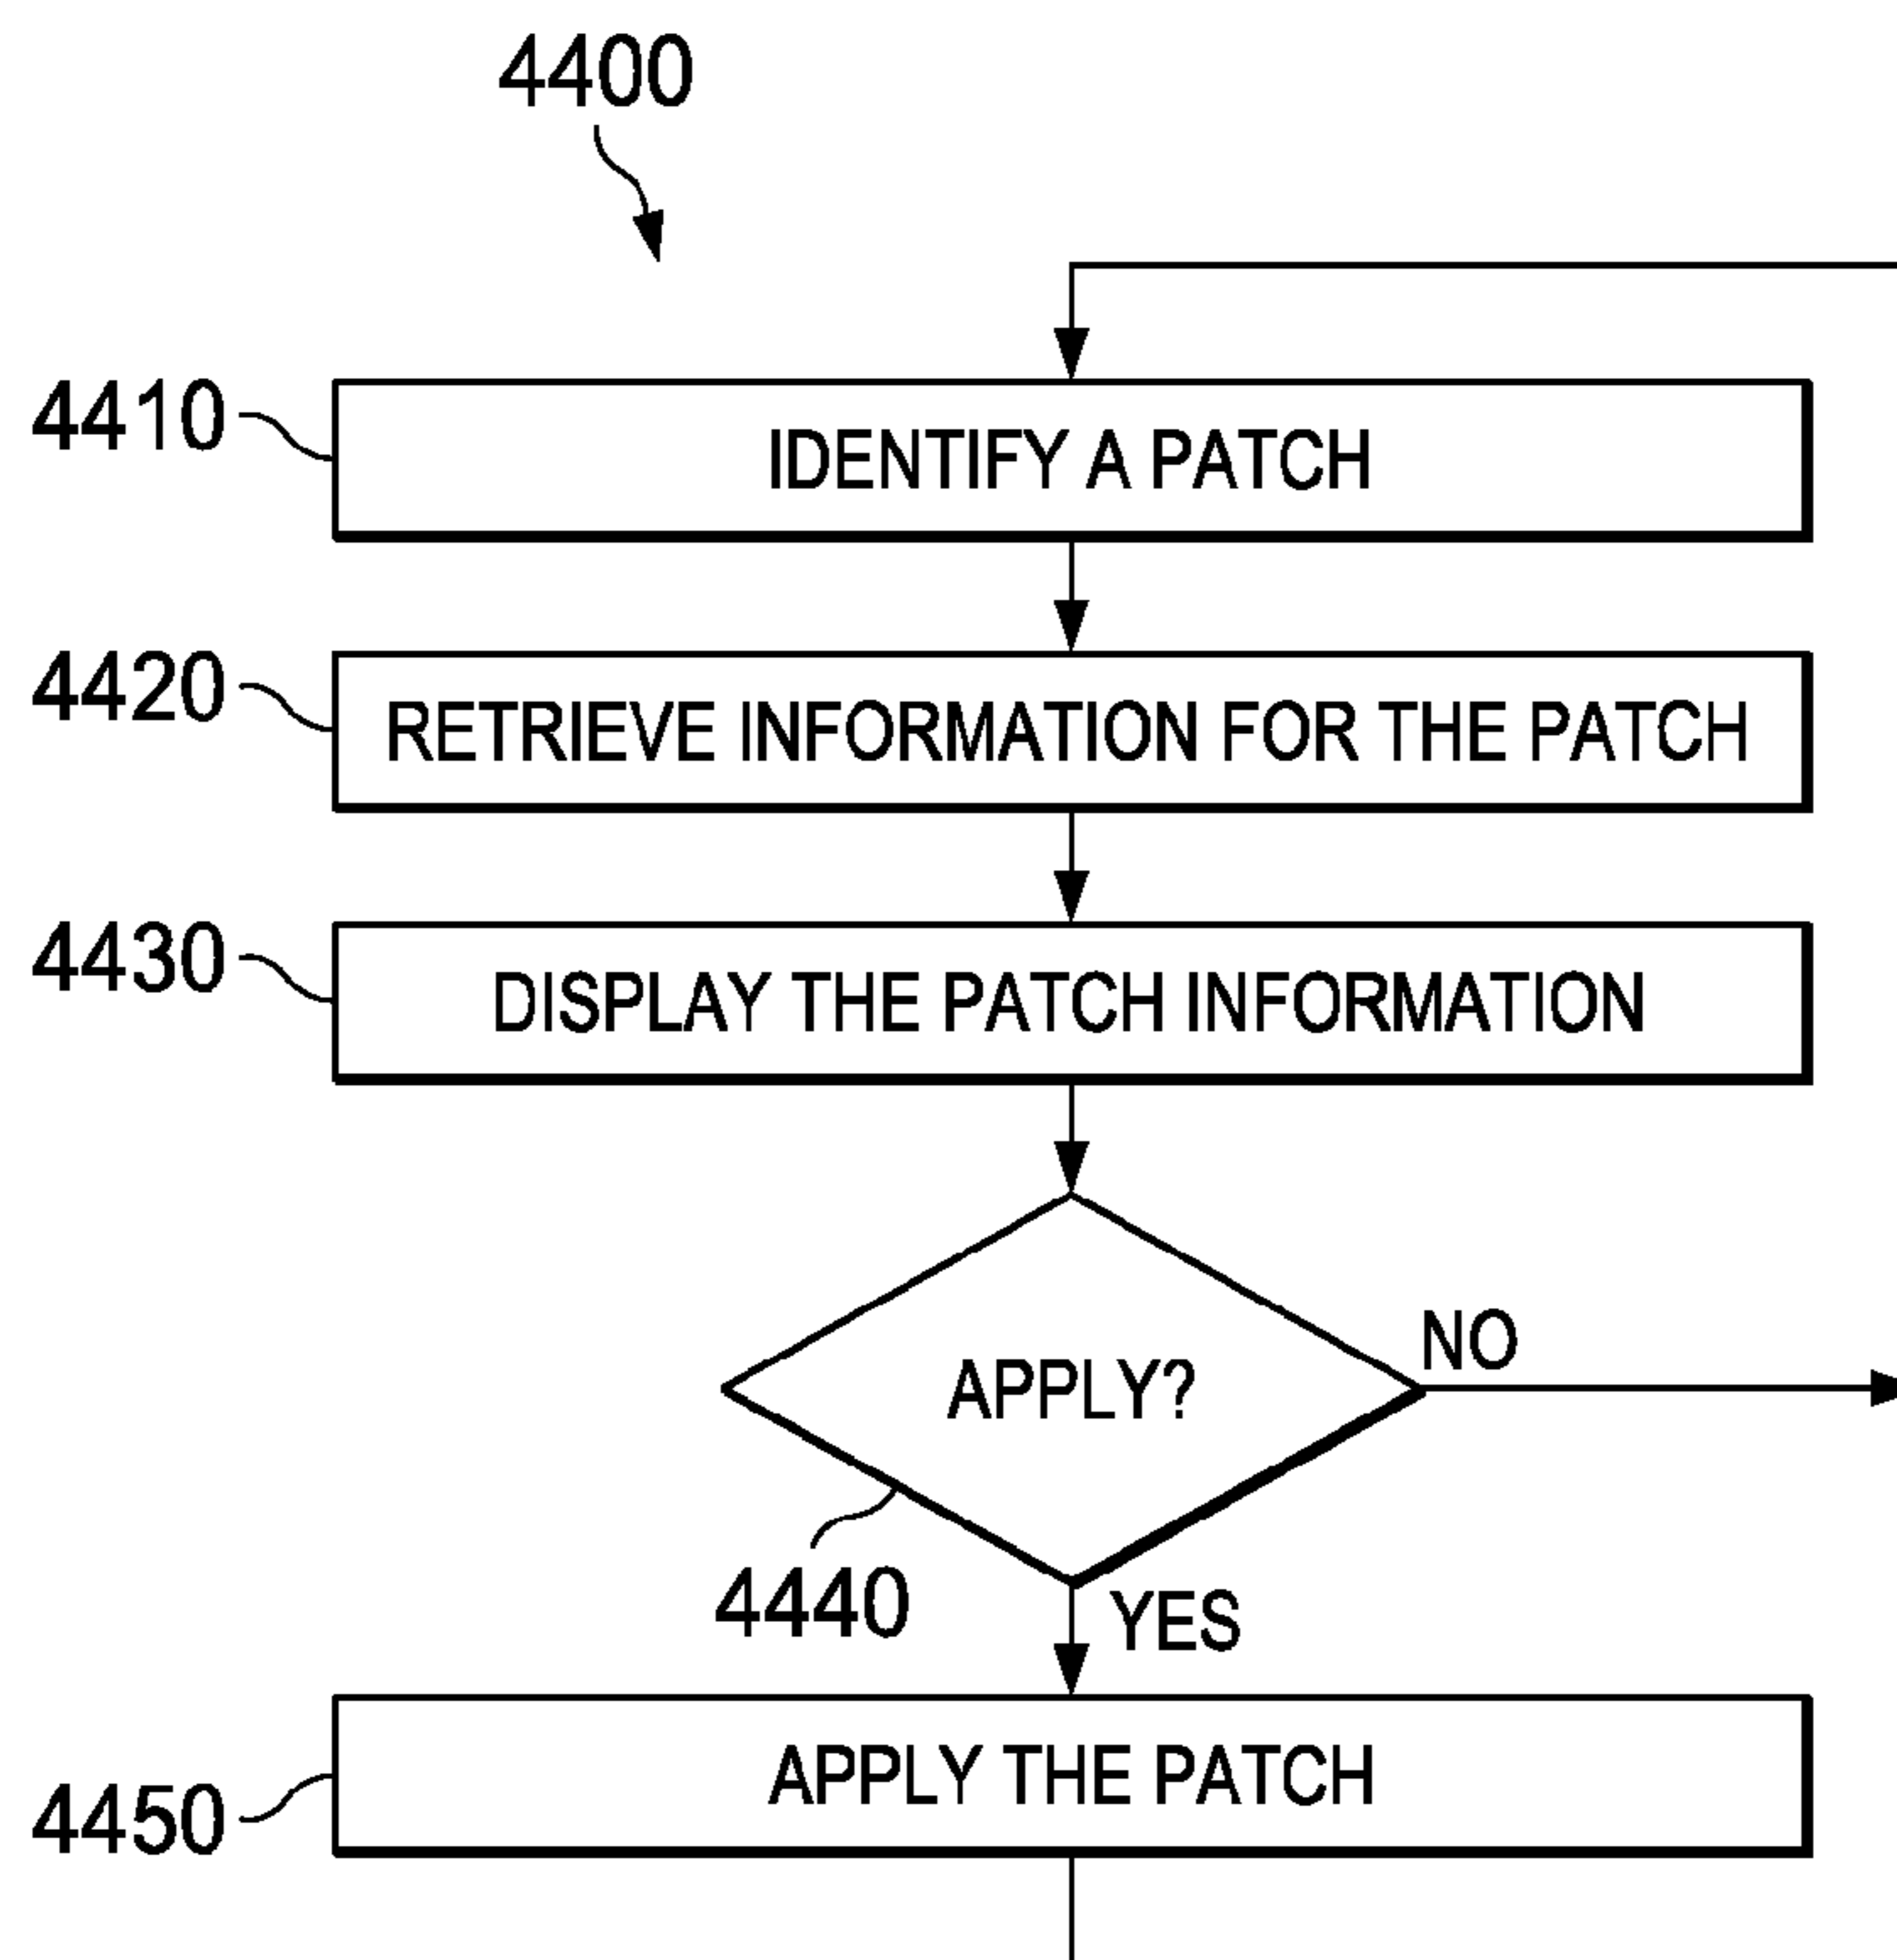 4400
4410
IDENTIFY A PATCH
4420
RETRIEVE INFORMATION FOR THE PATCH
4430
DISPLAY THE PATCH INFORMATION
APPLY?
NO
4440
YES
4450
APPLY THE PATCH